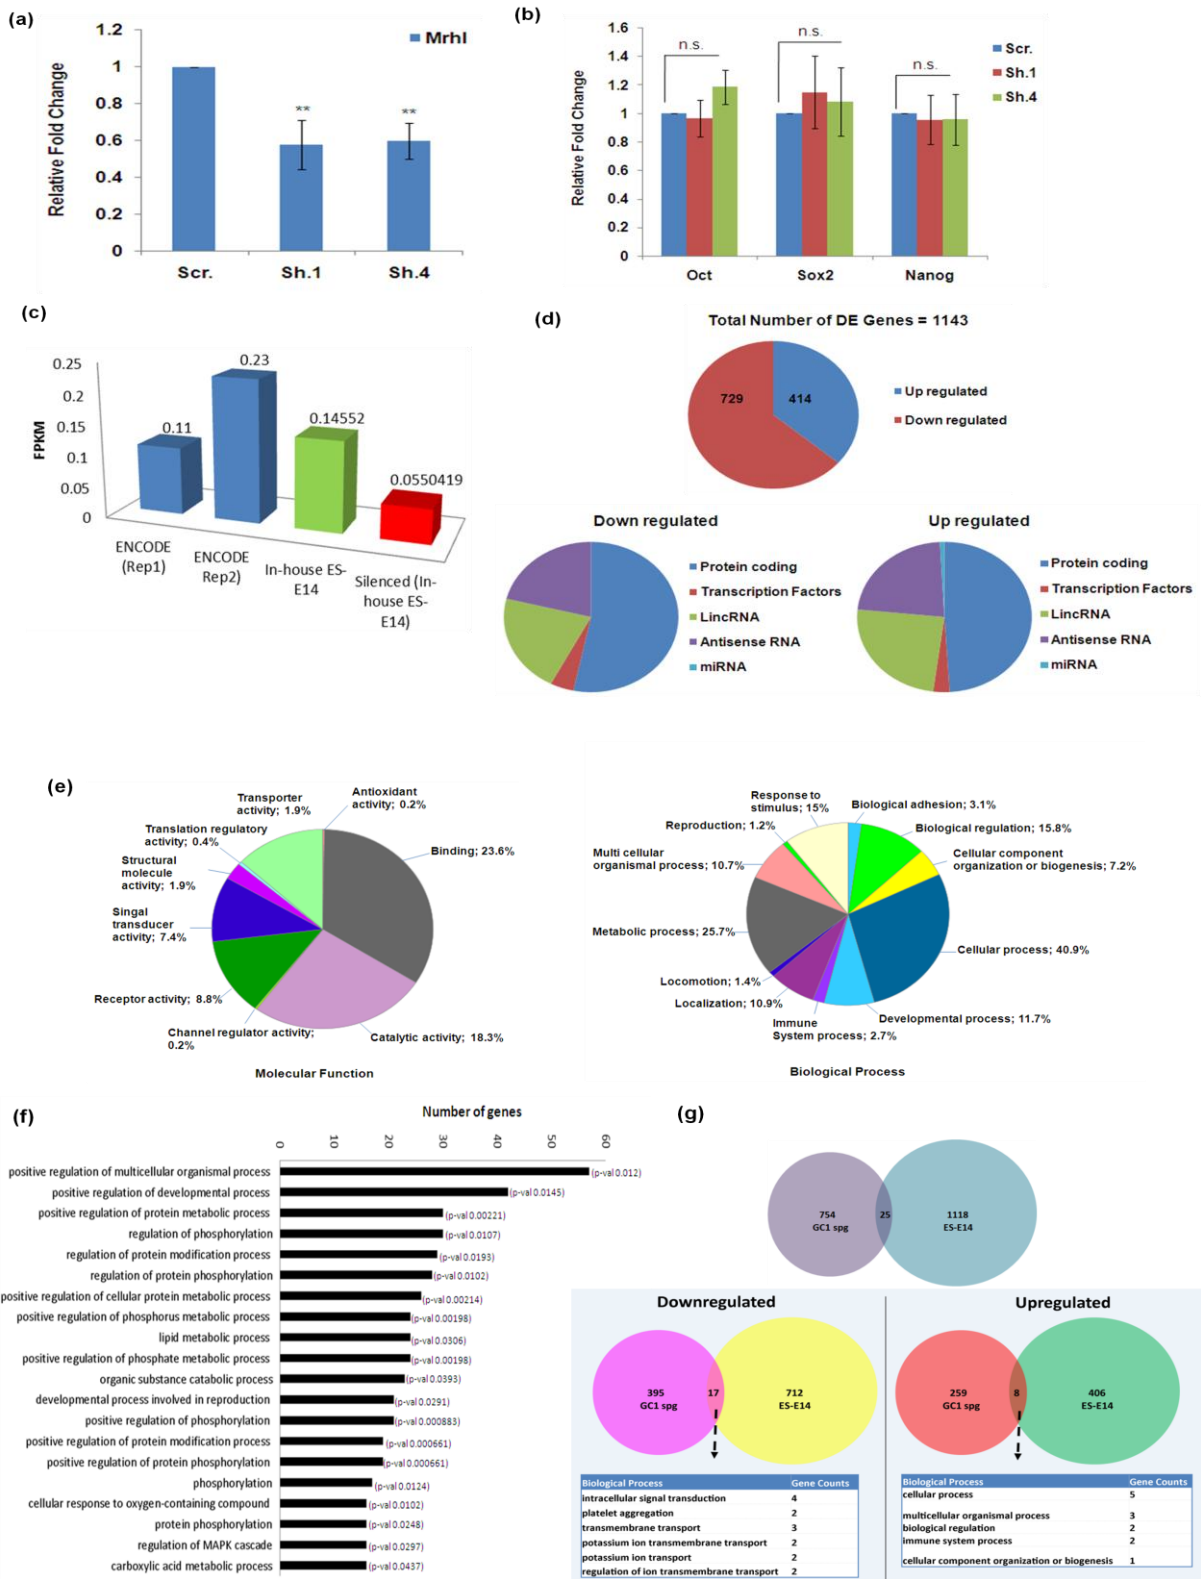 (a)
1.2
1
0.8
0.6
0.4
0.2
0
Relative Fold Change
Mrhl
**
**
Scr.
Sh.1
Sh.4
(b)
1.6
1.4
1.2
1
0.8
0.6
0.4
0.2
0
Relative Fold Change
n.s.
n.s.
n.s.
Scr.
Sh.1
Sh.4
Oct
Sox2
Nanog
(c)
0.25
0.2
0.15
0.1
0.05
0
FPKM
0.11
0.23
0.14552
0.0550419
ENCODE
(Rep1)
ENCODE
Rep2)
In-house ES-
E14
Silenced (In-
house ES-
E14)
(d)
Total Number of DE Genes = 1143
729
414
Up regulated
Down regulated
Down regulated
Protein coding
Transcription Factors
LincRNA
Antisense RNA
miRNA
Up regulated
Protein coding
Transcription Factors
LincRNA
Antisense RNA
miRNA
(e)
Antioxidant
activity; 0.2%
Transporter
activity; 1.9%
Translation regulatory
activity; 0.4%
Structural
molecule
activity; 1.9%
Singal
transducer
activity; 7.4%
Receptor activity; 8.8%
Channel regulator activity;
0.2%
Binding; 23.6%
Catalytic activity; 18.3%
Molecular Function
Response to
stimulus; 15%
Reproduction; 1.2%
Multi cellular
organismal process; 10.7%
Metabolic process; 25.7%
Locomotion; 1.4%
Localization; 10.9%
Immune
System process; 2.7%
Biological adhesion; 3.1%
Biological regulation; 15.8%
Cellular component
organization or biogenesis; 7.2%
Cellular process; 40.9%
Developmental process; 11.7%
Biological Process
(f)
Number of genes
0
10
20
30
40
50
60
positive regulation of multicellular organismal process (p-val 0.012)
positive regulation of developmental process (p-val 0.0145)
positive regulation of protein metabolic process (p-val 0.00221)
regulation of phosphorylation (p-val 0.0107)
regulation of protein modification process (p-val 0.0193)
regulation of protein phosphorylation (p-val 0.0102)
positive regulation of cellular protein metabolic process (p-val 0.00214)
positive regulation of phosphorus metabolic process (p-val 0.00198)
lipid metabolic process (p-val 0.0306)
positive regulation of phosphate metabolic process (p-val 0.00198)
organic substance catabolic process (p-val 0.0393)
developmental process involved in reproduction (p-val 0.0291)
positive regulation of phosphorylation (p-val 0.000883)
positive regulation of protein modification process (p-val 0.000661)
positive regulation of protein phosphorylation (p-val 0.000661)
phosphorylation (p-val 0.0124)
cellular response to oxygen-containing compound (p-val 0.0102)
protein phosphorylation (p-val 0.0248)
regulation of MAPK cascade (p-val 0.0297)
carboxylic acid metabolic process (p-val 0.0437)
(g)
754
GC1 spg
25
1118
ES-E14
Downregulated
395
GC1 spg
17
712
ES-E14
Biological Process Gene Counts
intracellular signal transduction 4
platelet aggregation 2
transmembrane transport 3
potassium ion transmembrane transport 2
potassium ion transport 2
regulation of ion transmembrane transport 2
Upregulated
259
GC1 spg
8
406
ES-E14
Biological Process Gene Counts
cellular process 5
multicellular organismal process 3
biological regulation 2
immune system process 2
cellular component organization or biogenesis 1